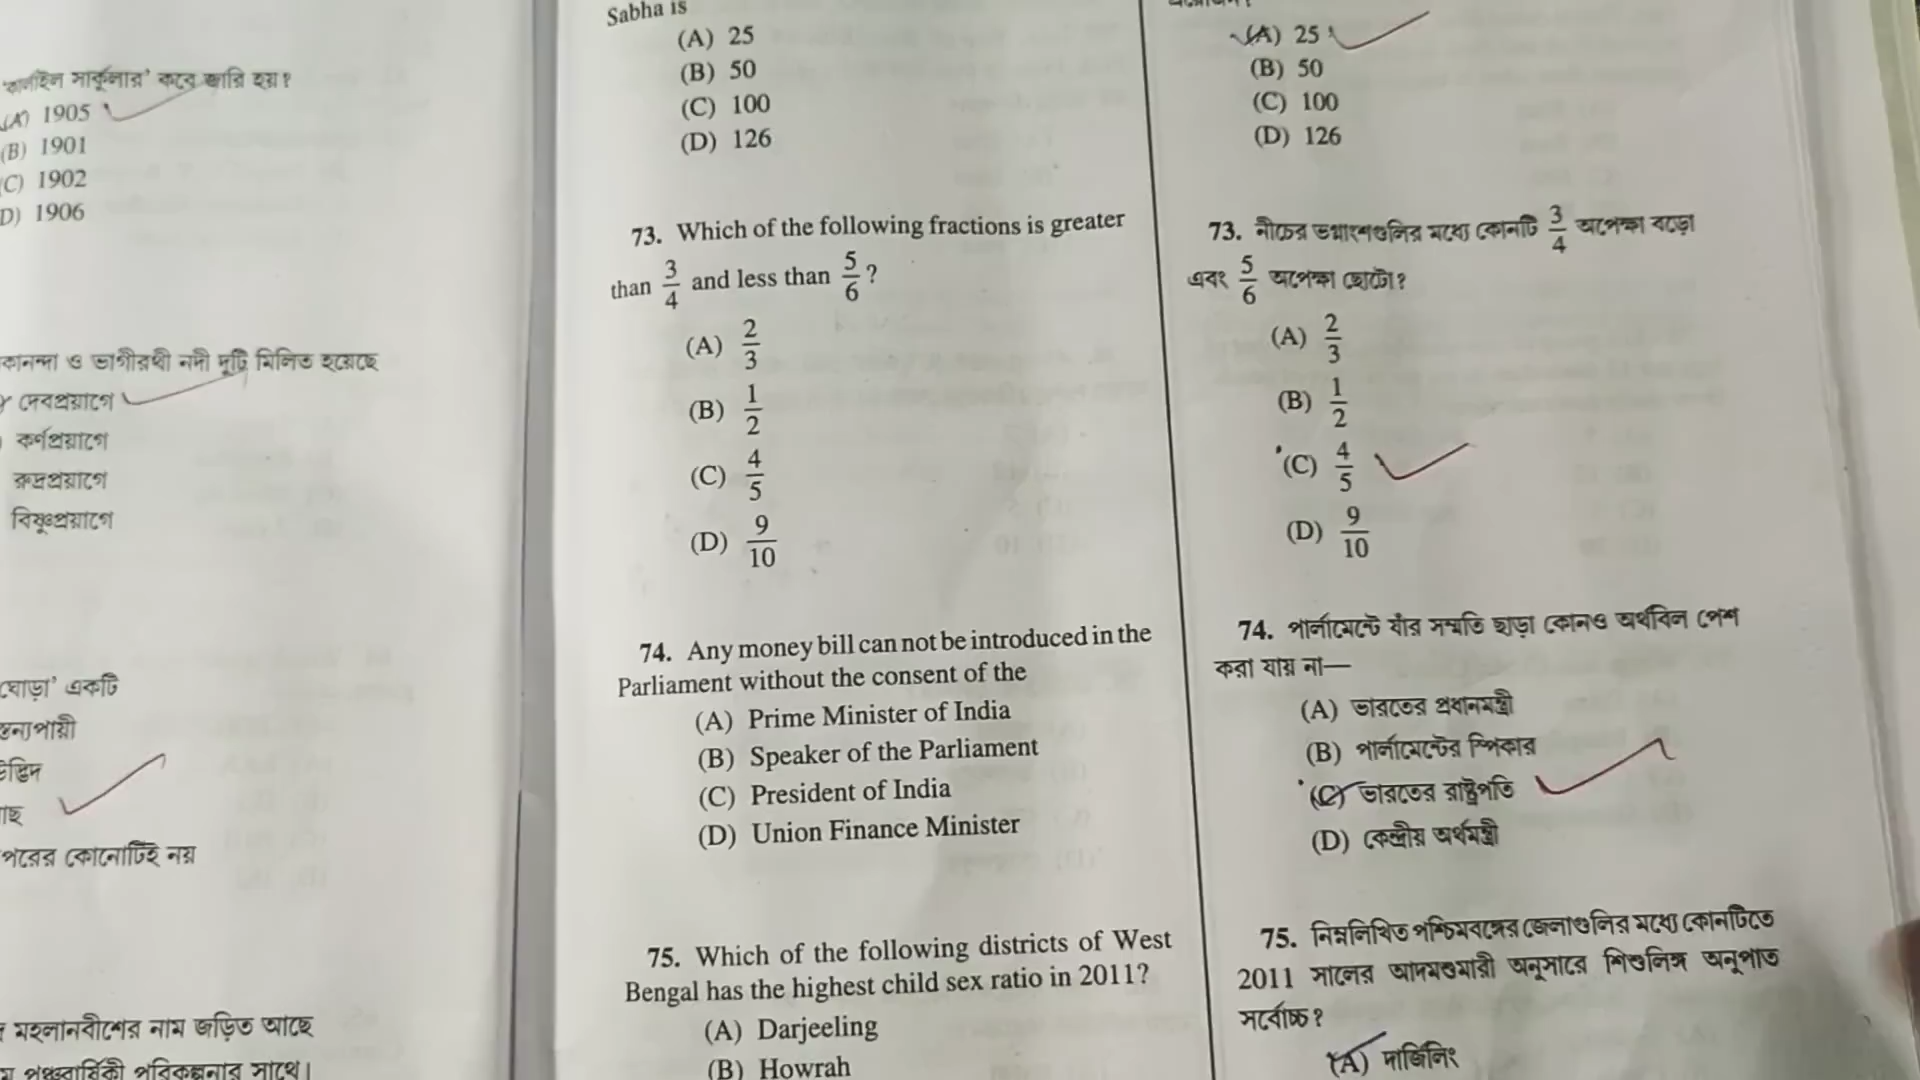 সার্কুলার’ কবে জারি হয়?
(A) 1905
(B) 1901
(C) 1902
D) 1906
ও ভাগীরথী নদী দুটি মিলিত হয়েছে
দেবপ্রয়াগে
কর্ণপ্রয়াগে
রুদ্রপ্রয়াগে
বিষ্ণুপ্রয়াগে
ঘোড়া’ একটি
কোনোটিই নয়
মহলানবীশের নাম জড়িত আছে
পঞ্চবার্ষিকী পরিকল্পনার সাথে।
Sabha is
(A) 25
(B) 50
(C) 100
(D) 126
73. Which of the following fractions is greater
than 3/4 and less than 5/6 ?
(A) 2/3
(B) 1/2
(C) 4/5
(D) 9/10
74. Any money bill can not be introduced in the
Parliament without the consent of the
(A) Prime Minister of India
(B) Speaker of the Parliament
(C) President of India
(D) Union Finance Minister
75. Which of the following districts of West
Bengal has the highest child sex ratio in 2011?
(A) Darjeeling
(B) Howrah
(A) 25
(B) 50
(C) 100
(D) 126
73. নীচের ভগ্নাংশগুলির মধ্যে কোনটি 3/4 অপেক্ষা বড়ো
এবং 5/6 অপেক্ষা ছোটো?
(A) 2/3
(B) 1/2
(C) 4/5
(D) 9/10
74. পার্লামেন্টে যাঁর সম্মতি ছাড়া কোনও অর্থবিল পেশ
করা যায় না—
(A) ভারতের প্রধানমন্ত্রী
(B) পার্লামেন্টের স্পিকার
(C) ভারতের রাষ্ট্রপতি
(D) কেন্দ্রীয় অর্থমন্ত্রী
75. নিম্নলিখিত পশ্চিমবঙ্গের জেলাগুলির মধ্যে কোনটিতে
2011 সালের আদমশুমারী অনুসারে শিশুলিঙ্গ অনুপাত
সর্বোচ্চ?
(A) দার্জিলিং